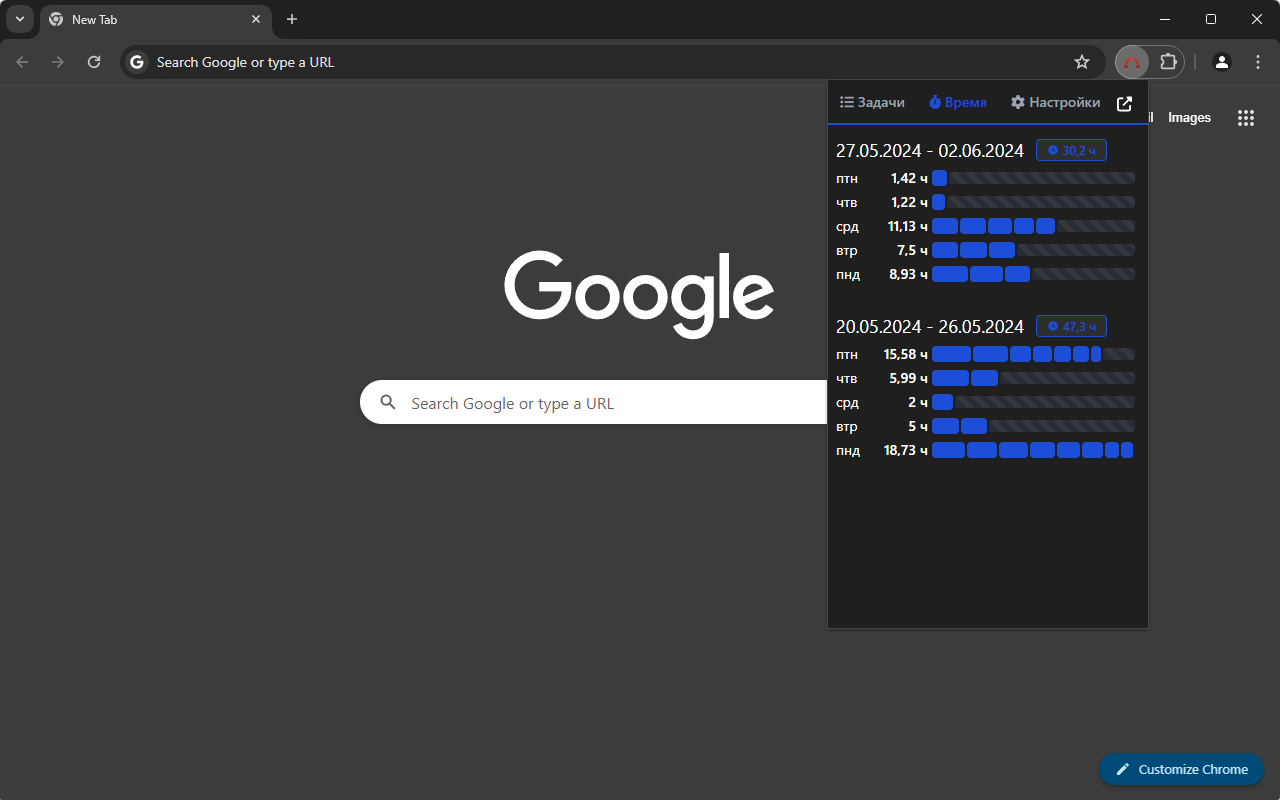 New Tab
Search Google or type a URL
Задачи
Время
Настройки
il
Images
27.05.2024 - 02.06.2024
30,2 ч
птн 1,42 ч
чтв 1,22 ч
срд 11,13 ч
втр 7,5 ч
пнд 8,93 ч
Google
20.05.2024 - 26.05.2024
47,3 ч
птн 15,58 ч
чтв 5,99 ч
срд 2 ч
втр 5 ч
пнд 18,73 ч
Search Google or type a URL
Customize Chrome